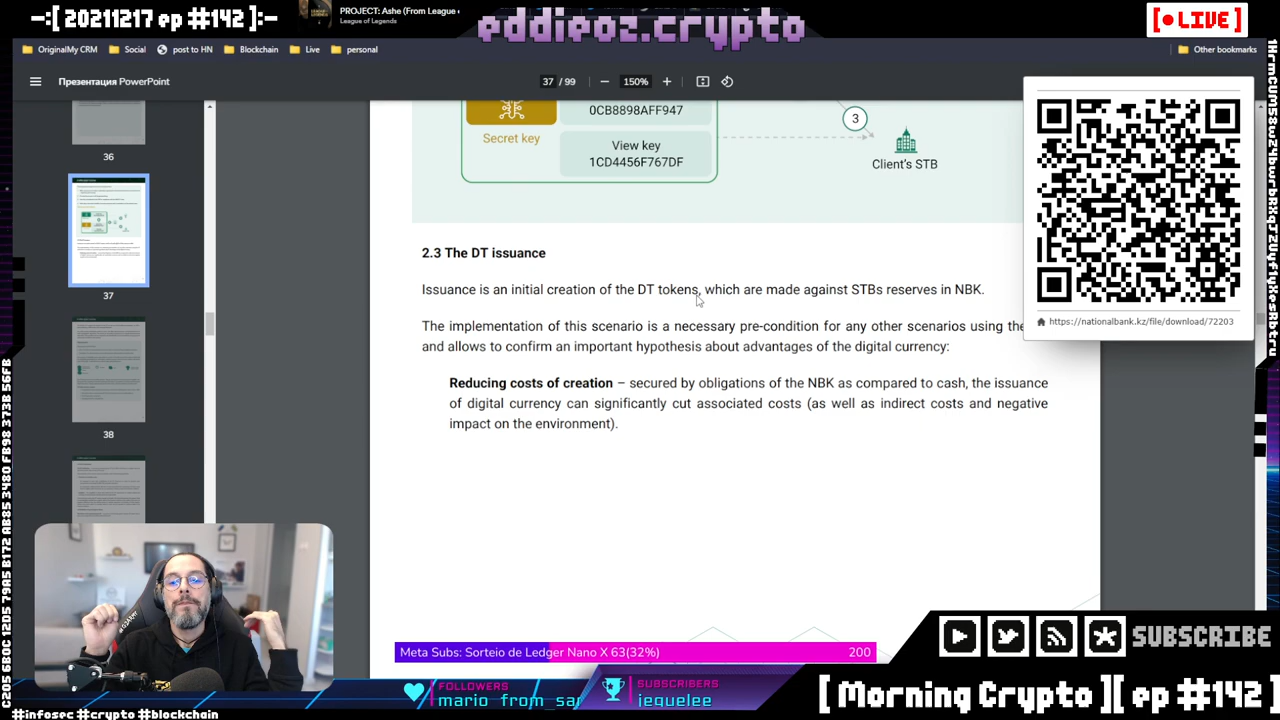 -:[ 20211217 ep #142 ]:-
PROJECT: Ashe (From League
League of Legends
eddieoz.crypto
[● LIVE]
OriginalMy CRM
Social
post to HN
Blockchain
Live
personal
Other bookmarks
Презентация PowerPoint
37 / 99
150%
36
37
38
Secret key
0CB8898AFF947
View key
1CD4456F767DF
3
Client's STB
https://nationalbank.kz/file/download/72203
2.3 The DT issuance
Issuance is an initial creation of the DT tokens, which are made against STBs reserves in NBK.
The implementation of this scenario is a necessary pre-condition for any other scenarios using the
and allows to confirm an important hypothesis about advantages of the digital currency:
Reducing costs of creation – secured by obligations of the NBK as compared to cash, the issuance
of digital currency can significantly cut associated costs (as well as indirect costs and negative
impact on the environment).
Meta Subs: Sorteio de Ledger Nano X 63(32%)
200
SUBSCRIBE
FOLLOWERS
mario_from_sa
SUBSCRIBERS
jequelee
[ Morning Crypto ][ ep #142 ]
#infosec #crypto #blockchain